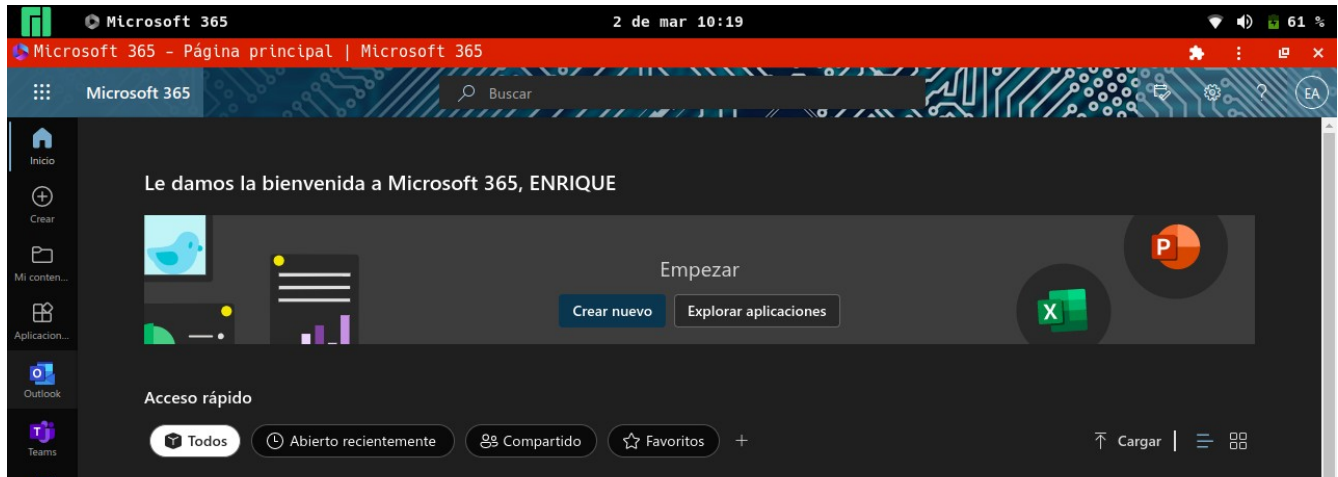 Microsoft 365 2 de mar 10:19 61 %
Microsoft 365 - Página principal | Microsoft 365
Microsoft 365 Buscar ? EA
Inicio
Crear
Mi conten...
Aplicacion...
Outlook
Teams
Le damos la bienvenida a Microsoft 365, ENRIQUE
Empezar
Crear nuevo Explorar aplicaciones
P
X
Acceso rápido
Todos Abierto recientemente Compartido Favoritos + Cargar